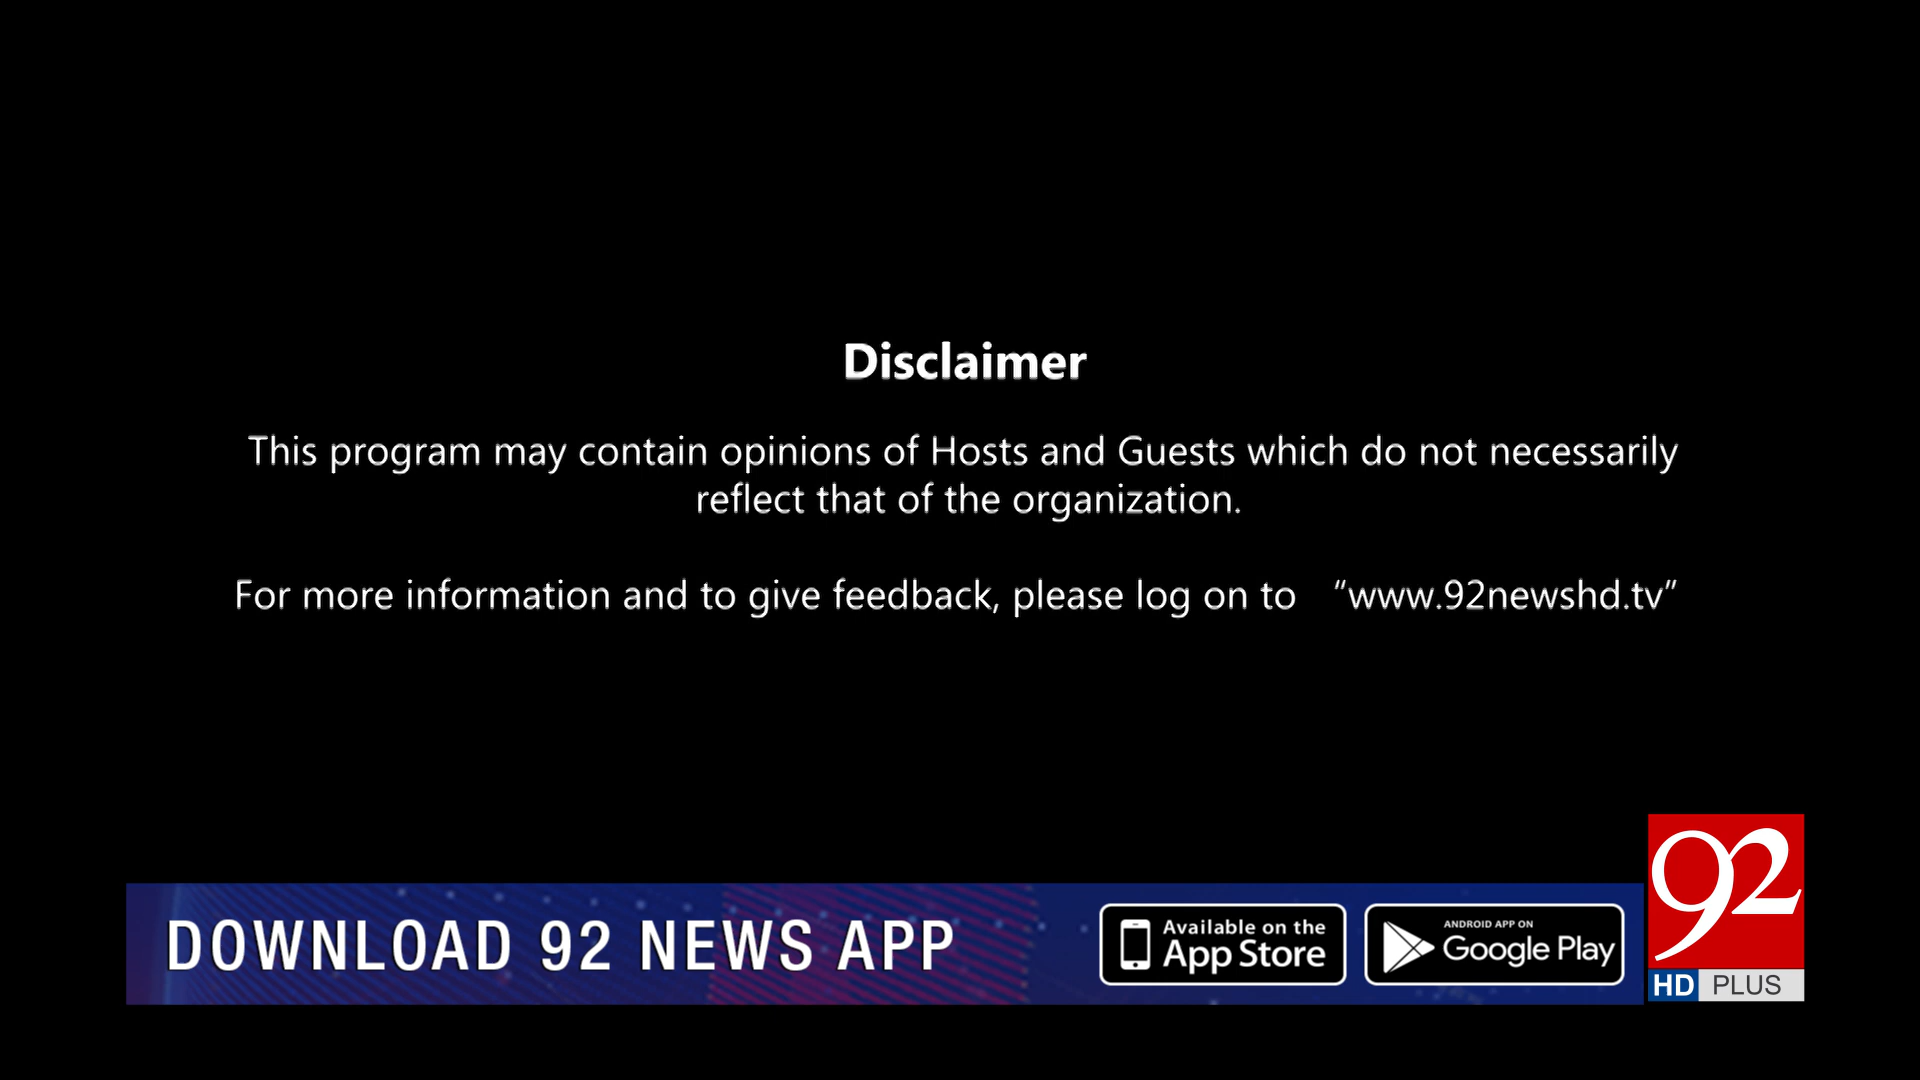 Disclaimer
This program may contain opinions of Hosts and Guests which do not necessarily
reflect that of the organization.
For more information and to give feedback, please log on to “www.92newshd.tv”
DOWNLOAD 92 NEWS APP
Available on the
App Store
ANDROID APP ON
Google Play
92
HD PLUS